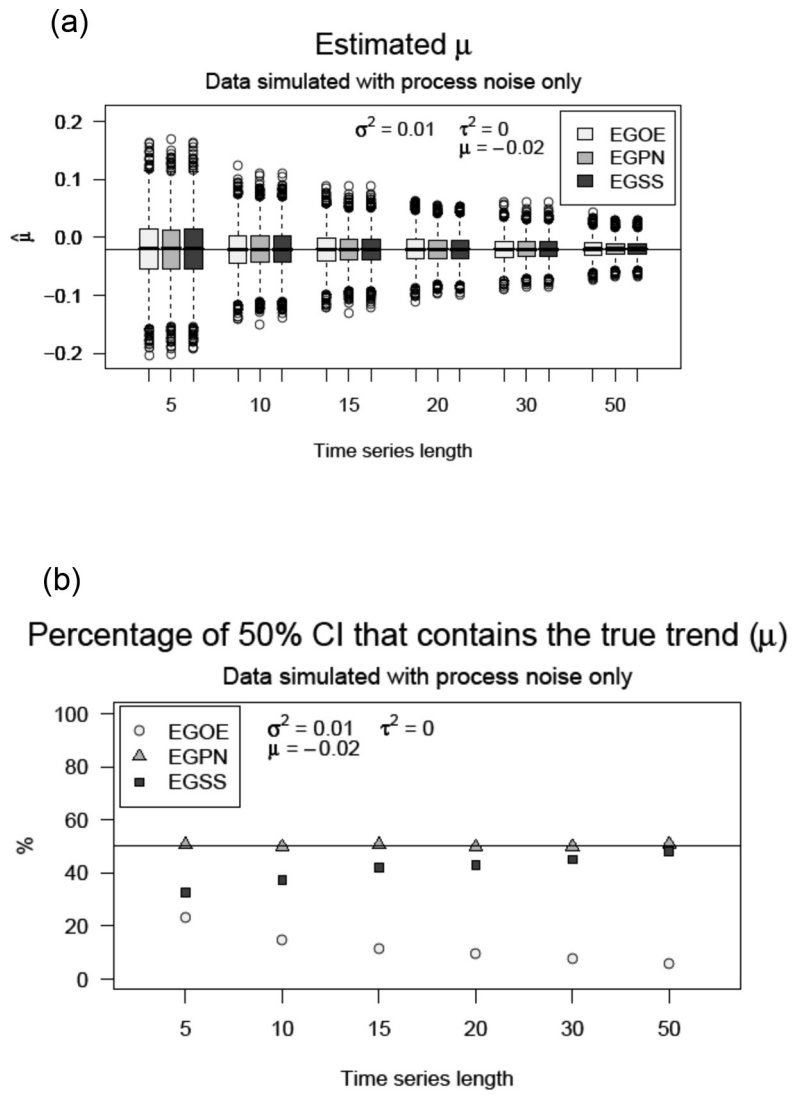 (a)
Estimated μ
Data simulated with process noise only
σ² = 0.01 τ² = 0
μ = −0.02
EGOE
EGPN
EGSS
0.2
0.1
0.0
−0.1
−0.2
μ̂
5 10 15 20 30 50
Time series length
(b)
Percentage of 50% CI that contains the true trend (μ)
Data simulated with process noise only
EGOE
EGPN
EGSS
σ² = 0.01 τ² = 0
μ = −0.02
100
80
60
40
20
0
%
5 10 15 20 30 50
Time series length